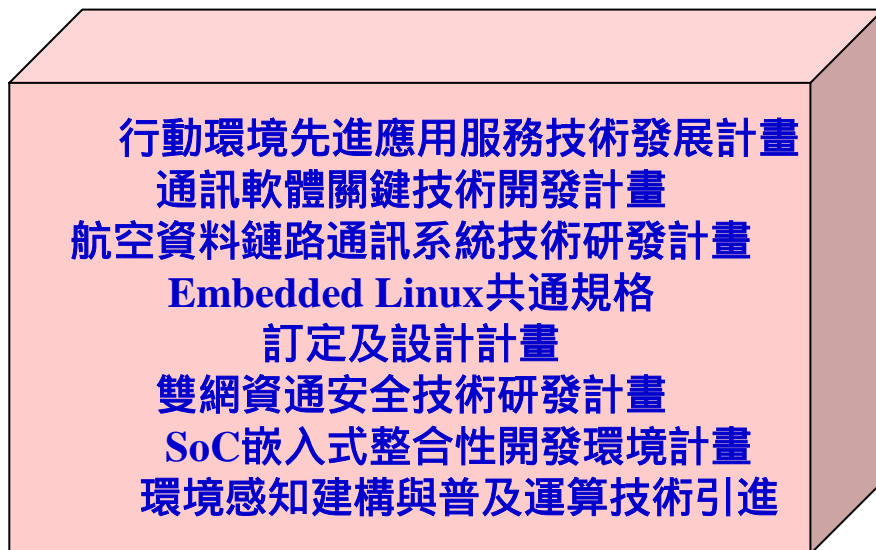 行動環境先進應用服務技術發展計畫
通訊軟體關鍵技術開發計畫
航空資料鏈路通訊系統技術研發計畫
Embedded Linux共通規格
訂定及設計計畫
雙網資通安全技術研發計畫
SoC嵌入式整合性開發環境計畫
環境感知建構與普及運算技術引進